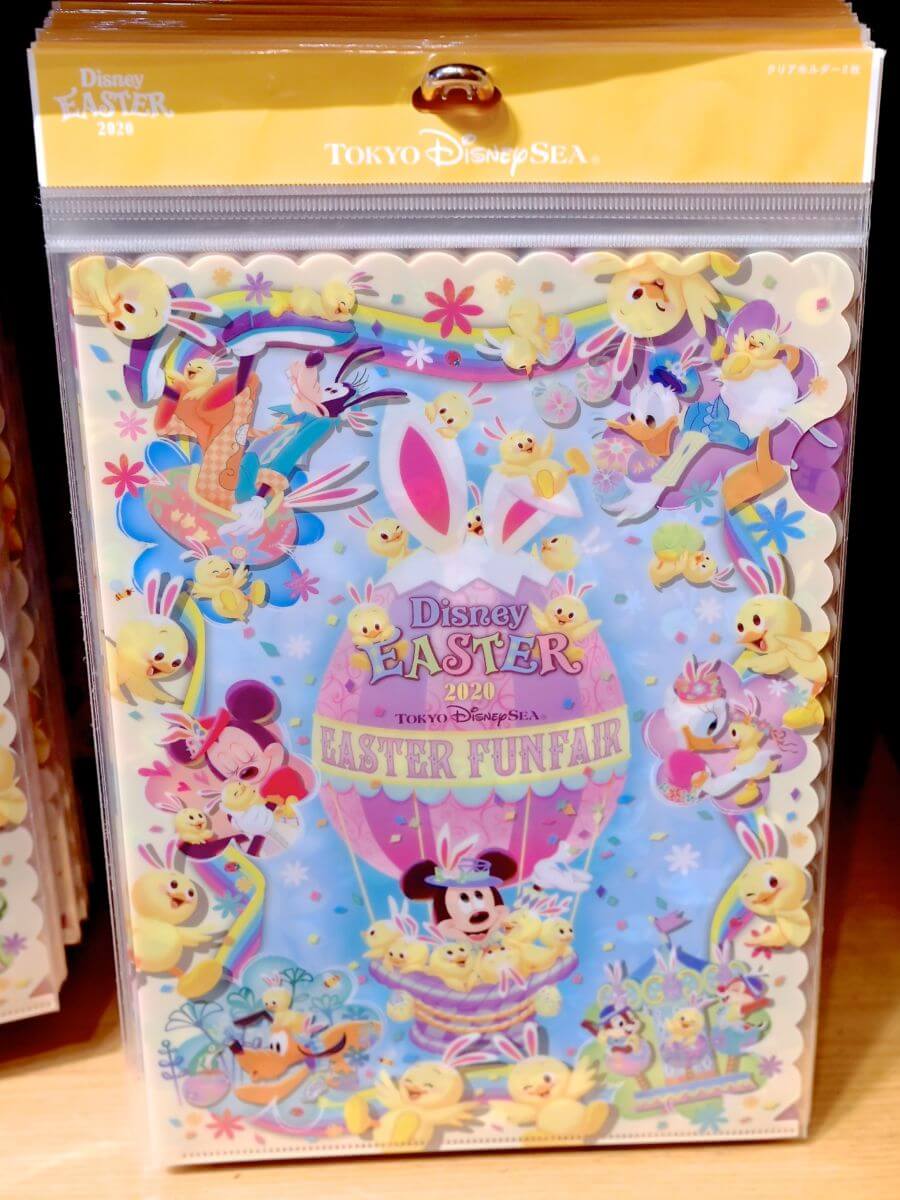 Disney
EASTER
2020
クリアホルダー2枚
TOKYO DisneySEA®
Disney
EASTER
2020
TOKYO DisneySEA®
EASTER FUNFAIR